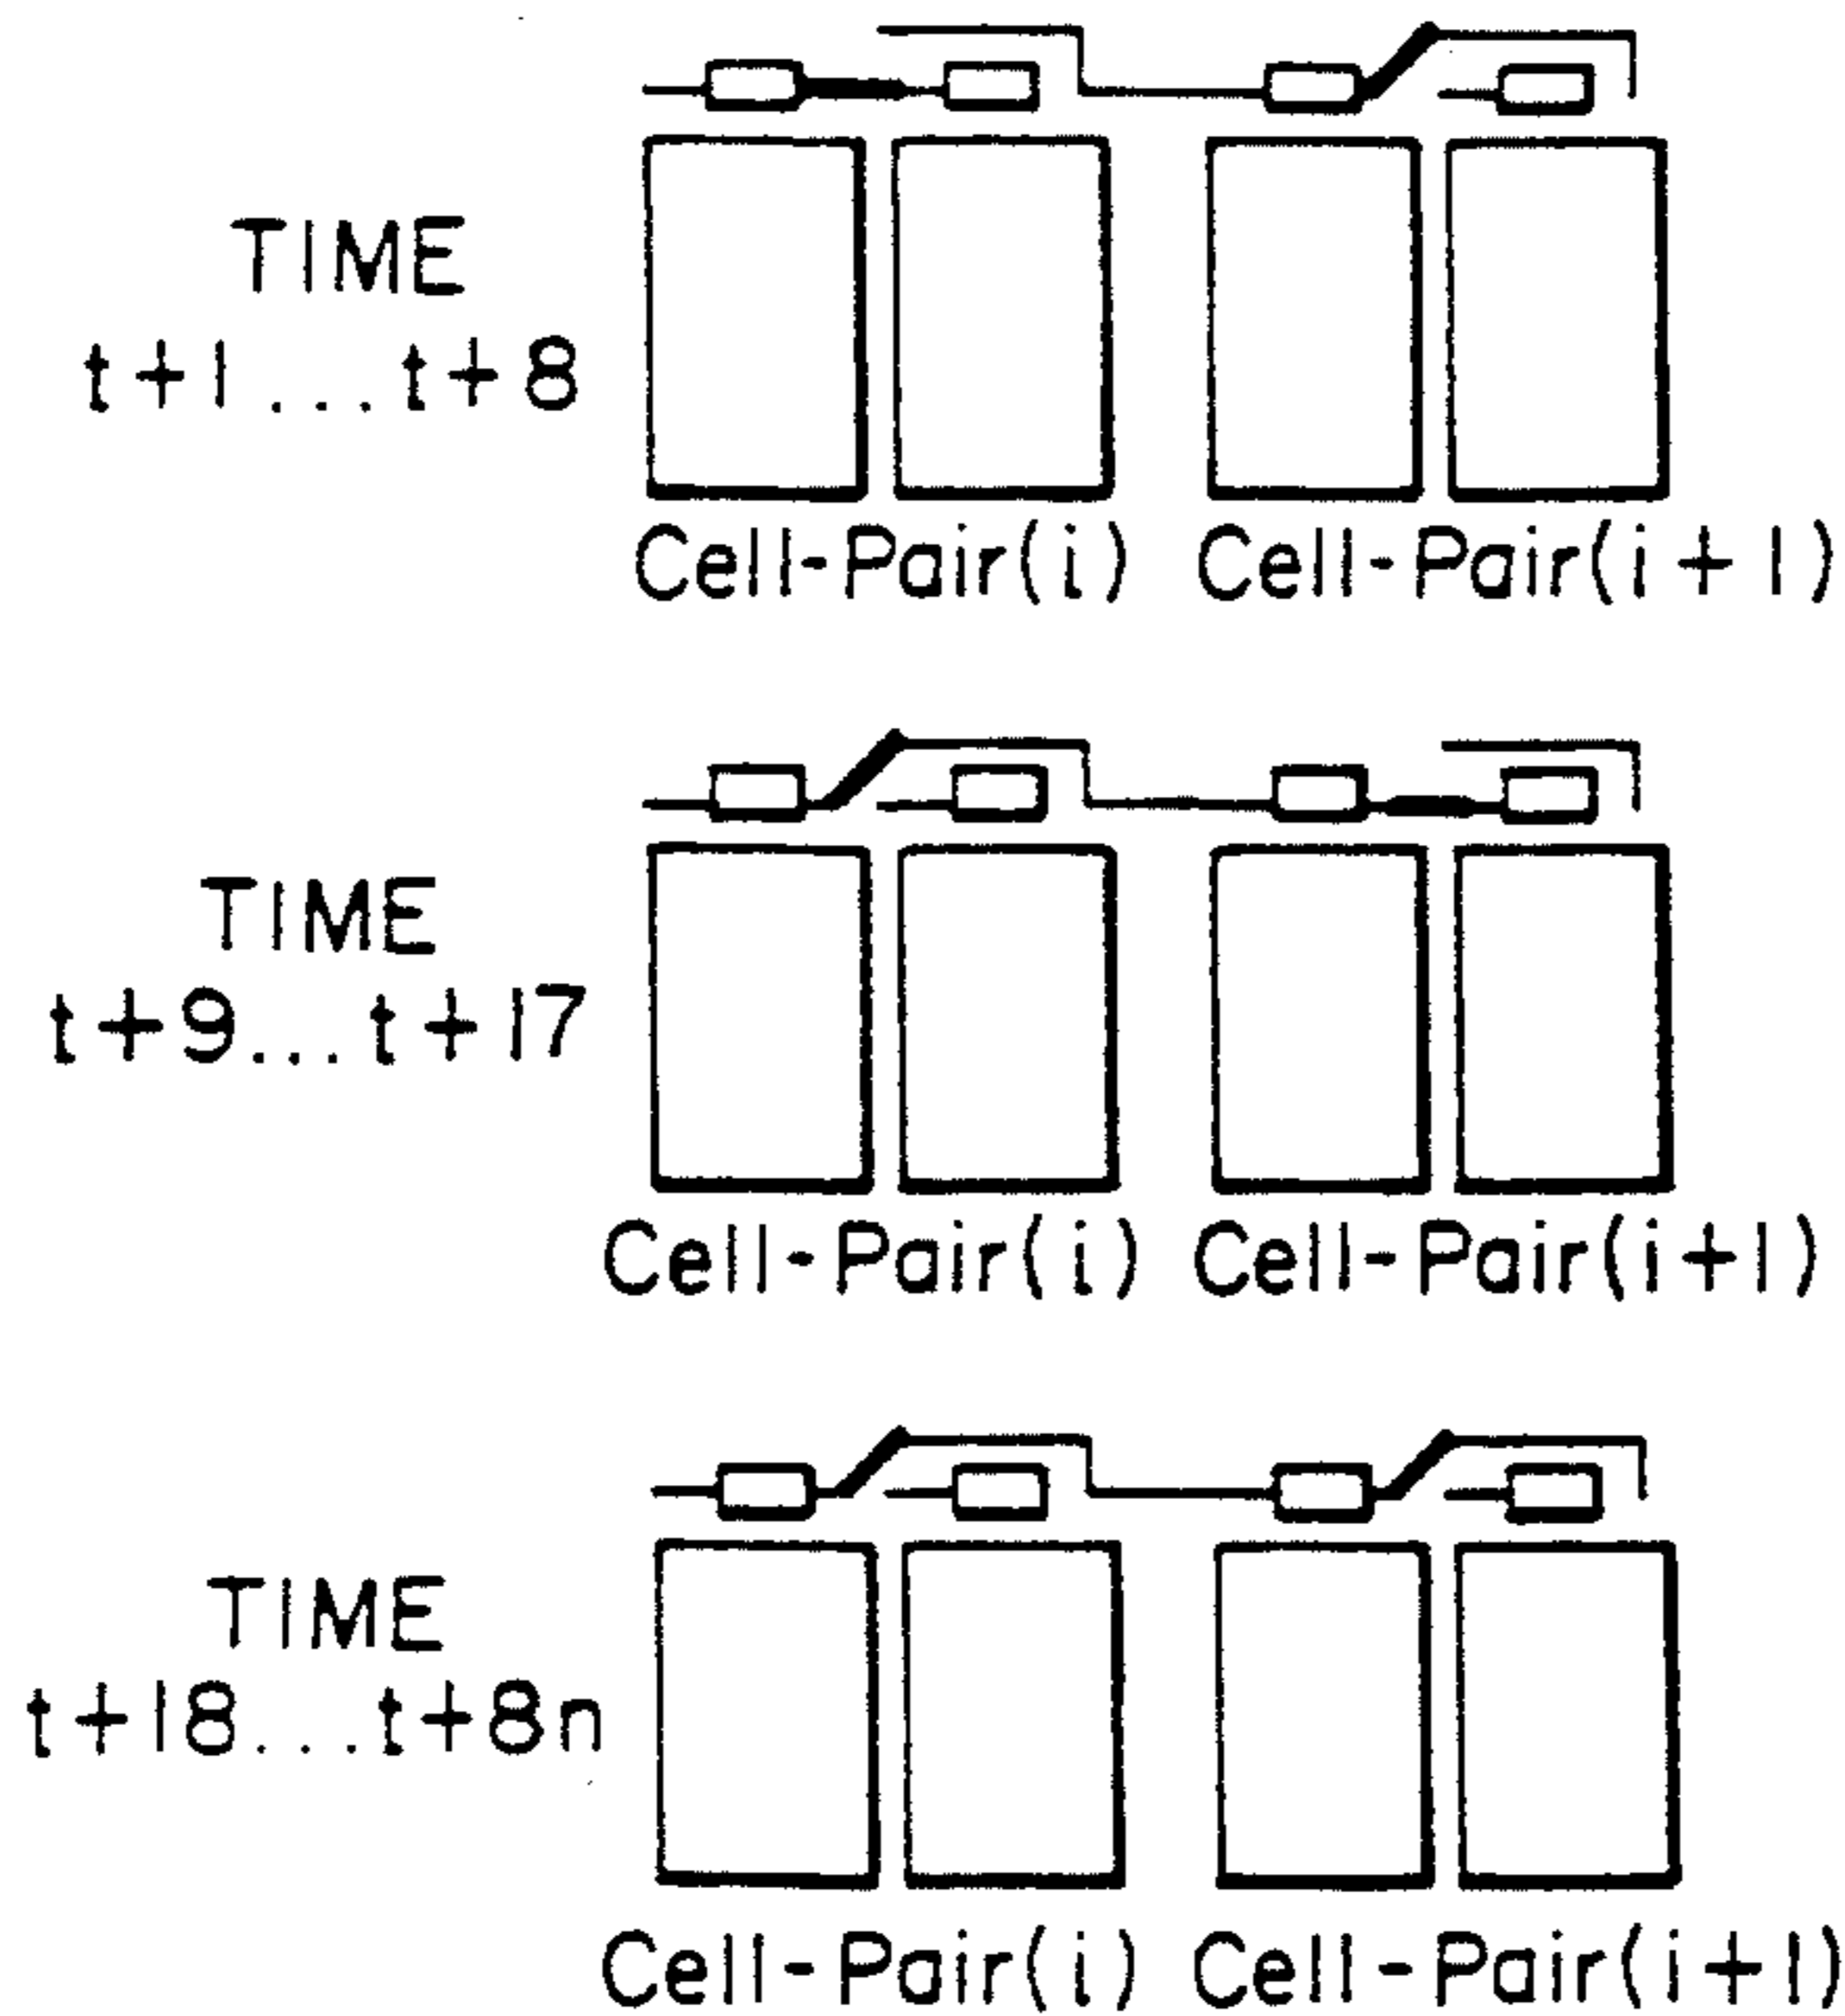 TIME
t+1...t+8
Cell-Pair(i) Cell-Pair(i+1)
TIME
t+9...t+17
Cell-Pair(i) Cell-Pair(i+1)
TIME
t+18...t+8n
Cell-Pair(i) Cell-Pair(i+1)